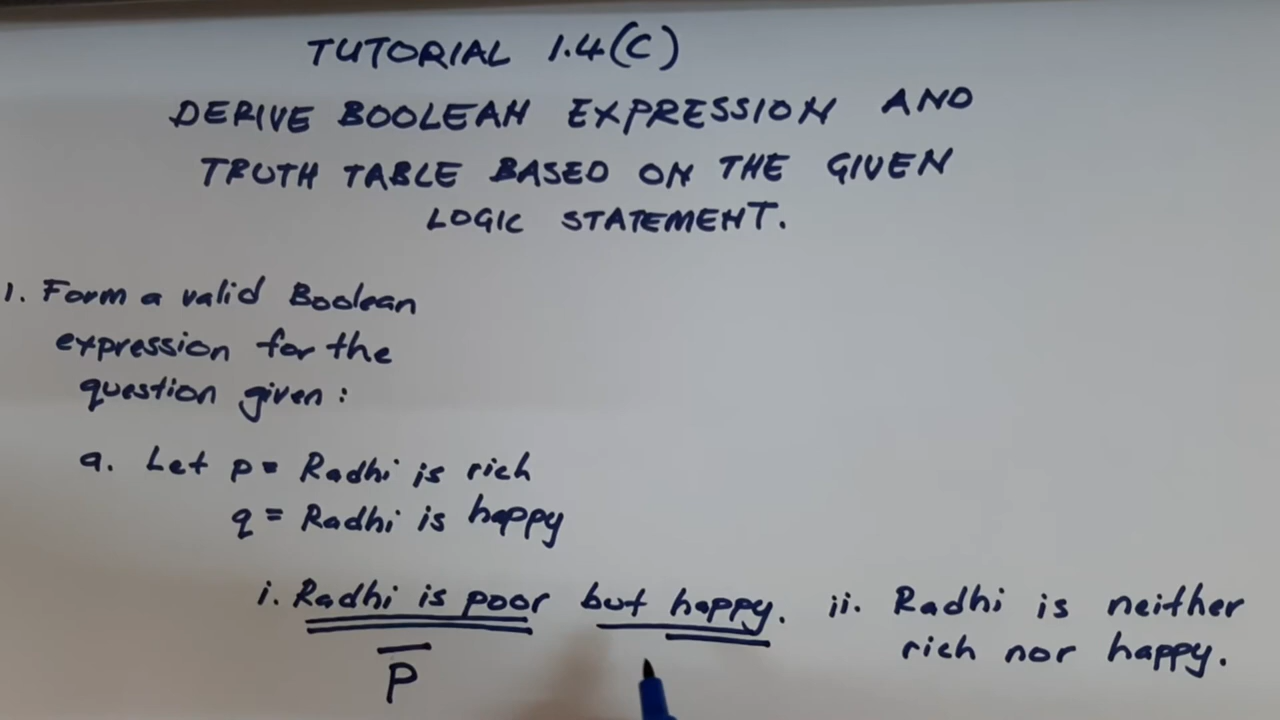 TUTORIAL 1.4(C)
DERIVE BOOLEAN EXPRESSION AND
TRUTH TABLE BASED ON THE GIVEN
LOGIC STATEMENT.
1. Form a valid Boolean
expression for the
question given:
a. Let p = Radhi is rich
q = Radhi is happy
i. Radhi is poor but happy.
p̅
ii. Radhi is neither
rich nor happy.